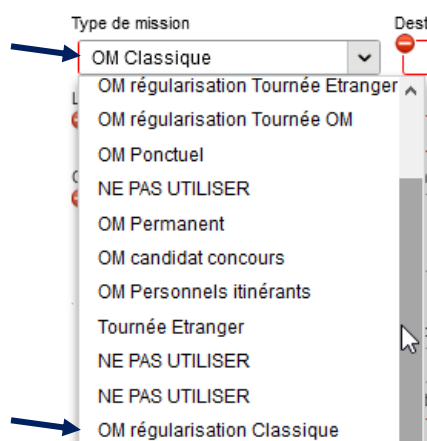 Type de mission
Dest
OM Classique
OM régularisation Tournée Etranger
OM régularisation Tournée OM
OM Ponctuel
NE PAS UTILISER
OM Permanent
OM candidat concours
OM Personnels itinérants
Tournée Etranger
NE PAS UTILISER
NE PAS UTILISER
OM régularisation Classique